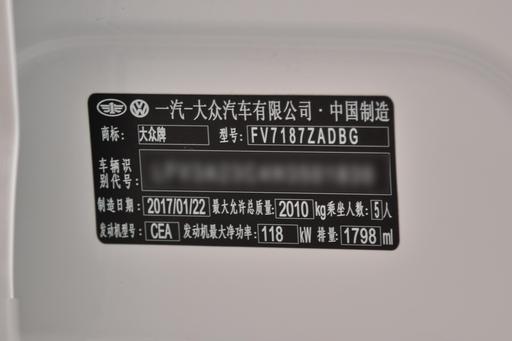 一汽-大众汽车有限公司·中国制造
商标: 大众牌 型号: FV7187ZADBG
车辆识
别代号:
制造日期: 2017/01/22 最大允许总质量: 2010 kg 乘坐人数: 5 人
发动机型号: CEA 发动机最大净功率: 118 kW 排量: 1798 ml